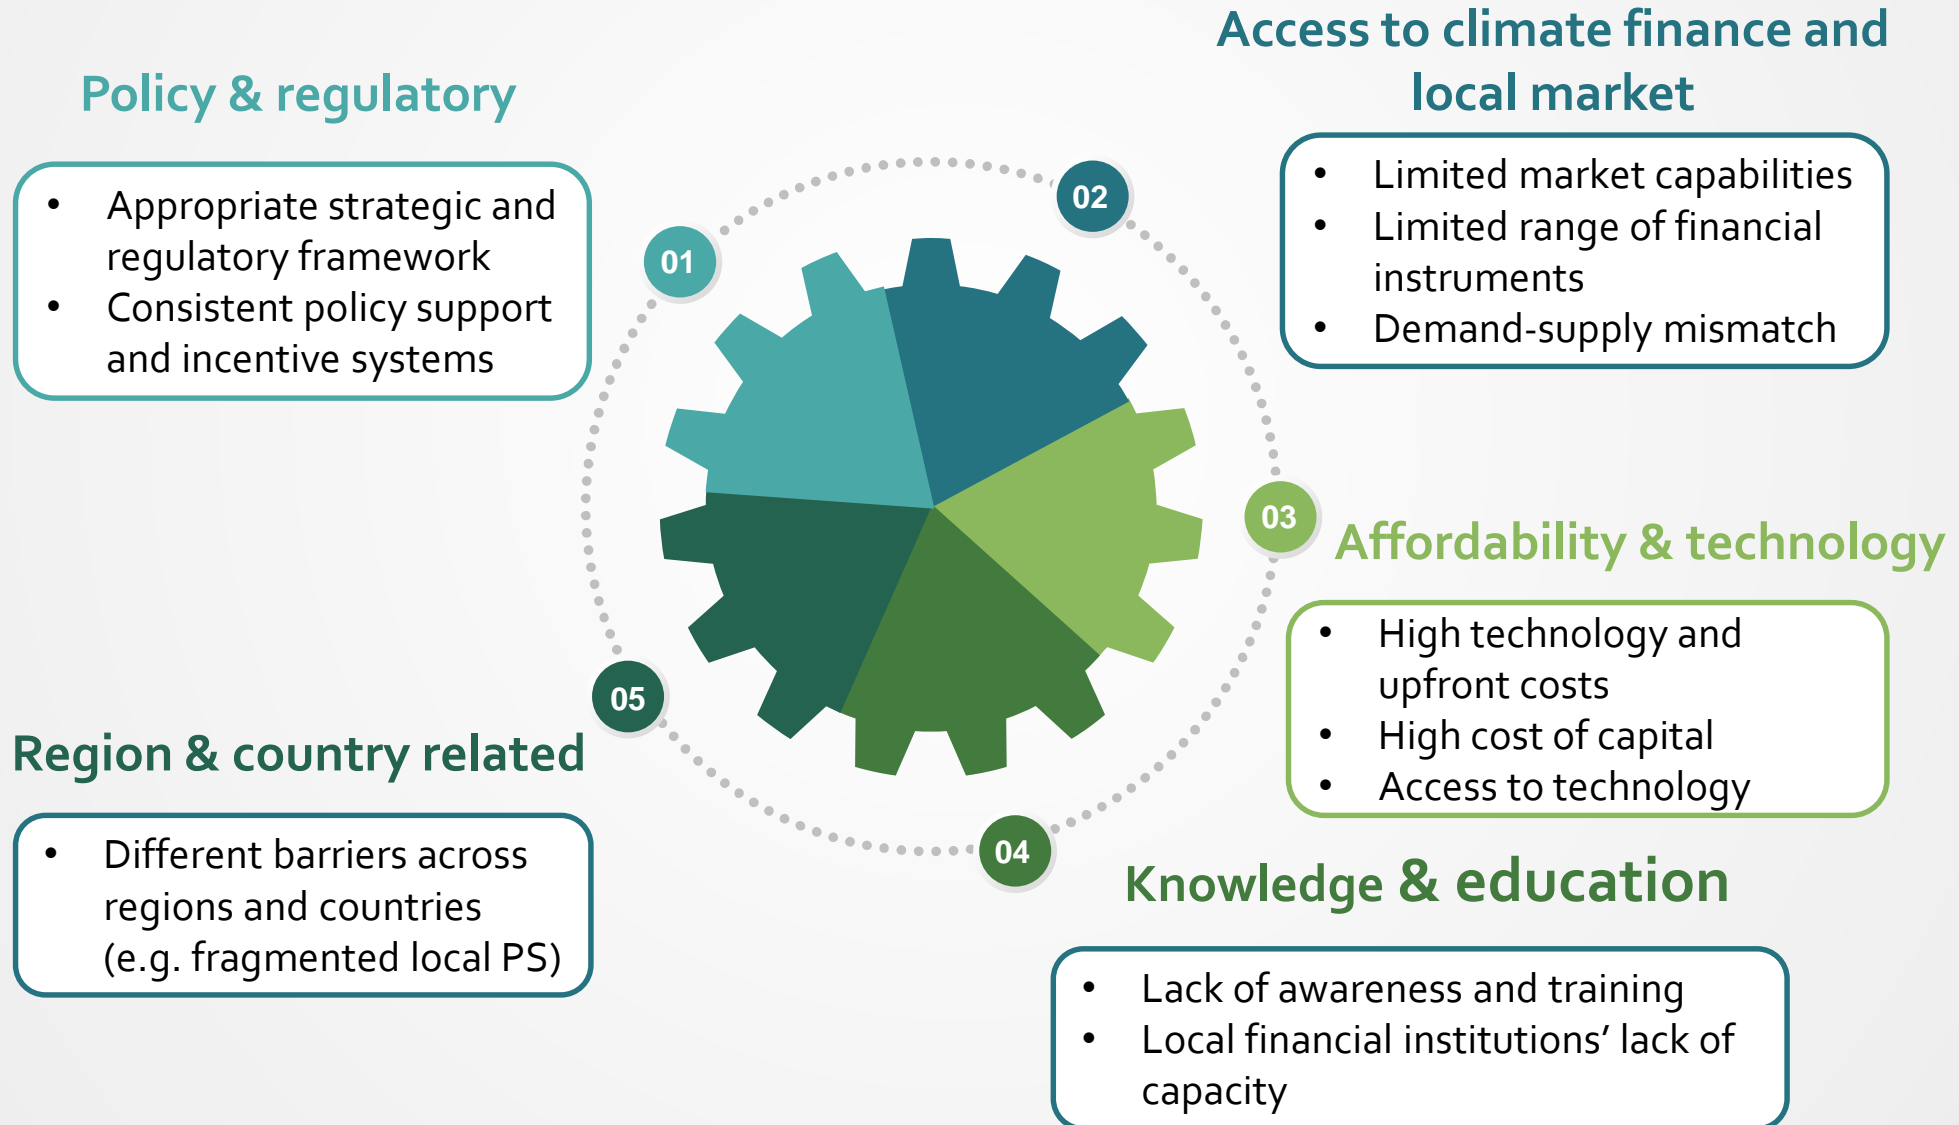 Policy & regulatory
• Appropriate strategic and
regulatory framework
• Consistent policy support
and incentive systems
01
Access to climate finance and
local market
• Limited market capabilities
• Limited range of financial
instruments
• Demand-supply mismatch
02
03
Affordability & technology
• High technology and
upfront costs
• High cost of capital
• Access to technology
04
Knowledge & education
• Lack of awareness and training
• Local financial institutions’ lack of
capacity
05
Region & country related
• Different barriers across
regions and countries
(e.g. fragmented local PS)